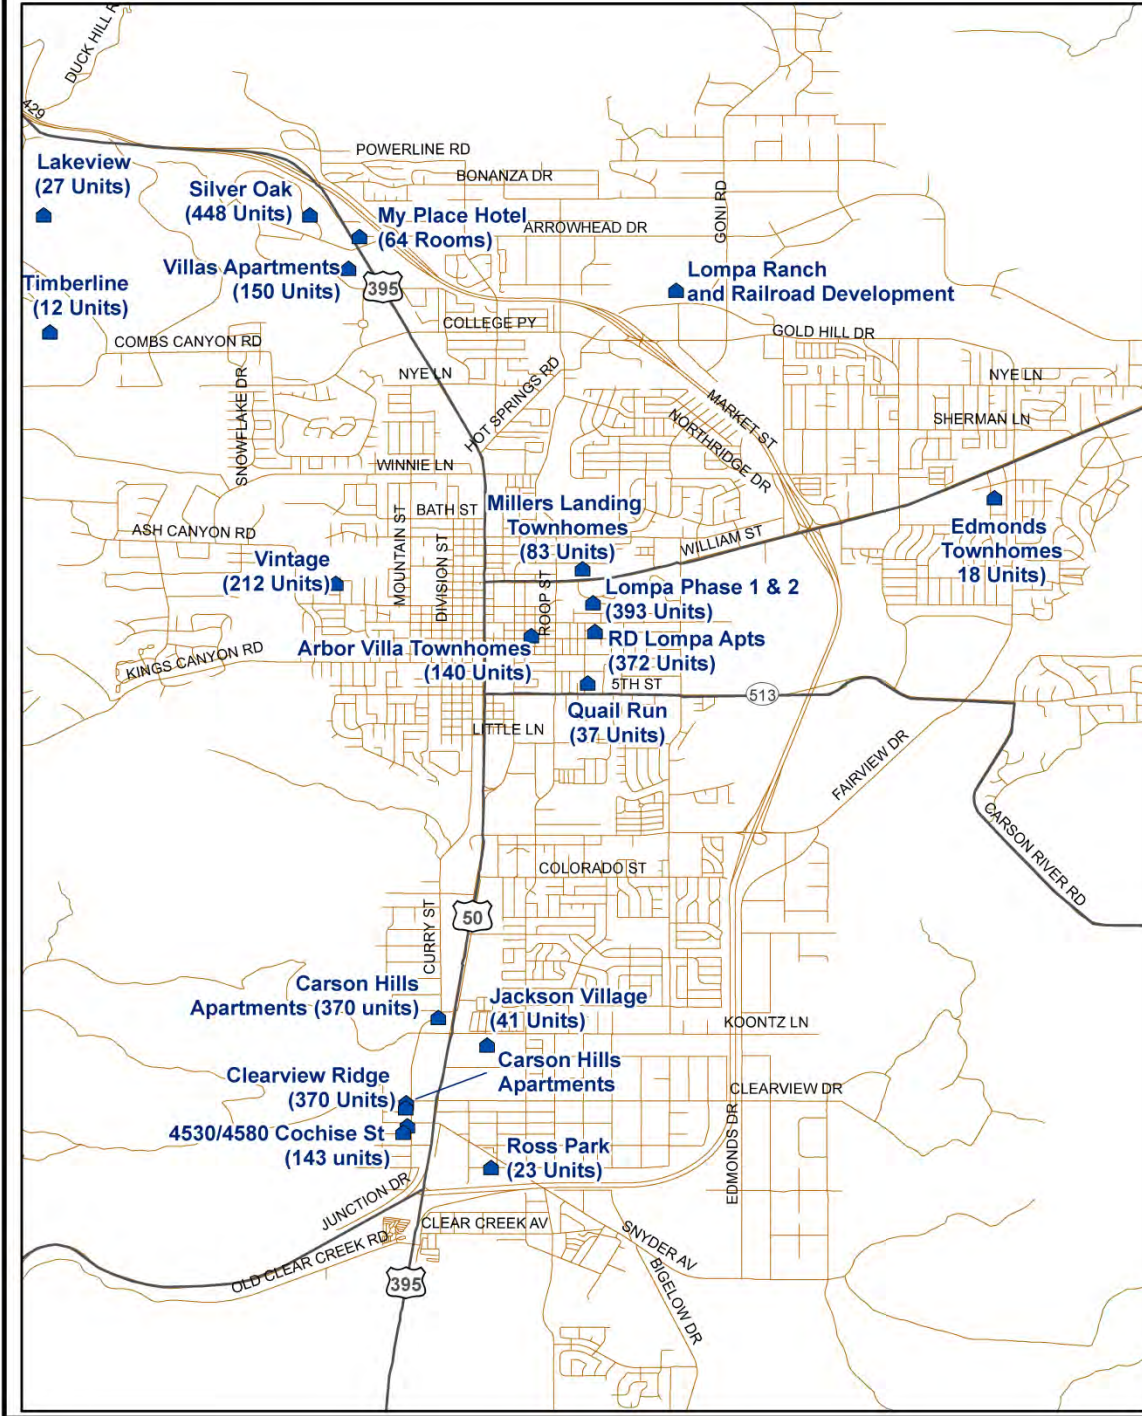 DUCK HILL R
429
POWERLINE RD
Lakeview
(27 Units)
BONANZA DR
Silver Oak
(448 Units)
GONI RD
My Place Hotel
(64 Rooms)
ARROWHEAD DR
Villas Apartments
(150 Units)
Lompa Ranch
and Railroad Development
Timberline
(12 Units)
395
COLLEGE PY
GOLD HILL DR
COMBS CANYON RD
NYE LN
NYE LN
SNOWFLAKE DR
HOT SPRINGS RD
MARKET ST
NORTHRIDGE DR
SHERMAN LN
WINNIE LN
MOUNTAIN ST
BATH ST
Millers Landing
Townhomes
(83 Units)
ASH CANYON RD
DIVISION ST
WILLIAM ST
Edmonds
Townhomes
18 Units)
Vintage
(212 Units)
ROOP ST
Lompa Phase 1 & 2
(393 Units)
RD Lompa Apts
(372 Units)
Arbor Villa Townhomes
(140 Units)
KINGS CANYON RD
5TH ST
513
Quail Run
(37 Units)
LITTLE LN
FAIRVIEW DR
CARSON RIVER RD
COLORADO ST
50
CURRY ST
Carson Hills
Apartments (370 units)
Jackson Village
(41 Units)
KOONTZ LN
Carson Hills
Apartments
Clearview Ridge
(370 Units)
CLEARVIEW DR
4530/4580 Cochise St
(143 units)
Ross Park
(23 Units)
EDMONDS DR
JUNCTION DR
CLEAR CREEK AV
OLD CLEAR CREEK RD
SNYDER AV
BIGELOW DR
395